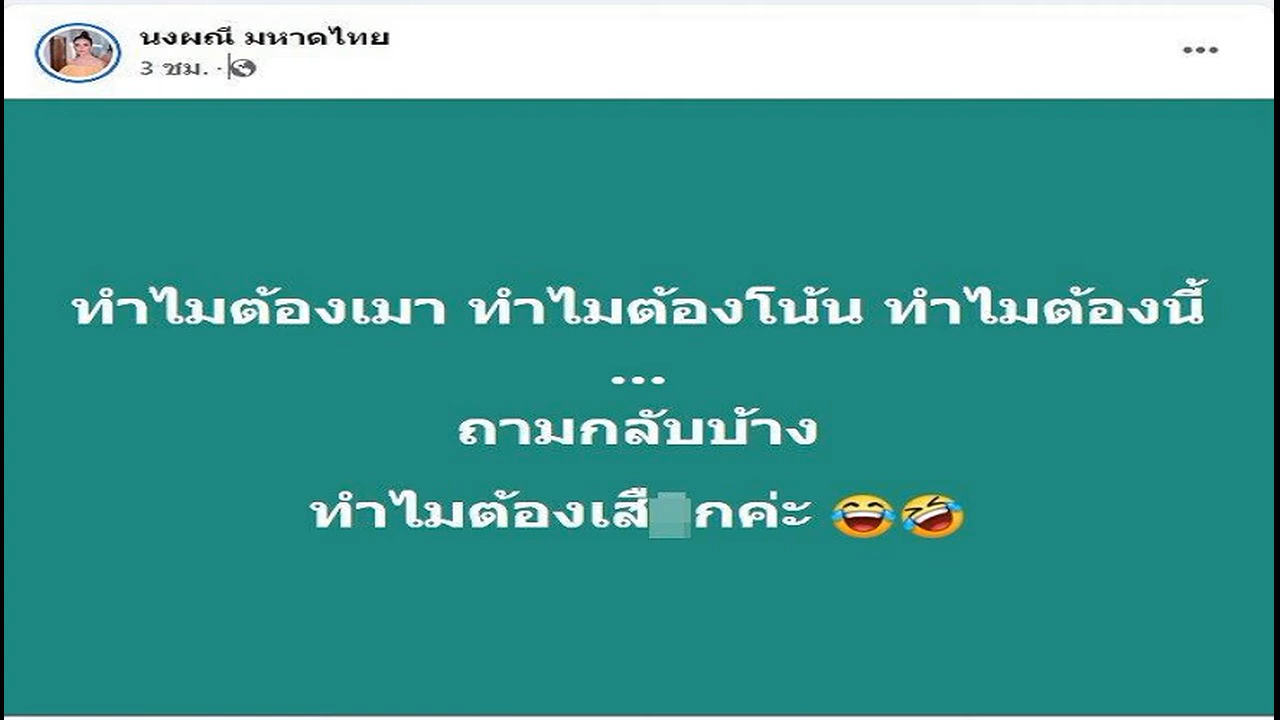 นงผณี มหาดไทย
3 ชม. ·
ทำไมต้องเมา ทำไมต้องโน้น ทำไมต้องนี้
...
ถามกลับบ้าง
ทำไมต้องเสื กค่ะ 😂🤣